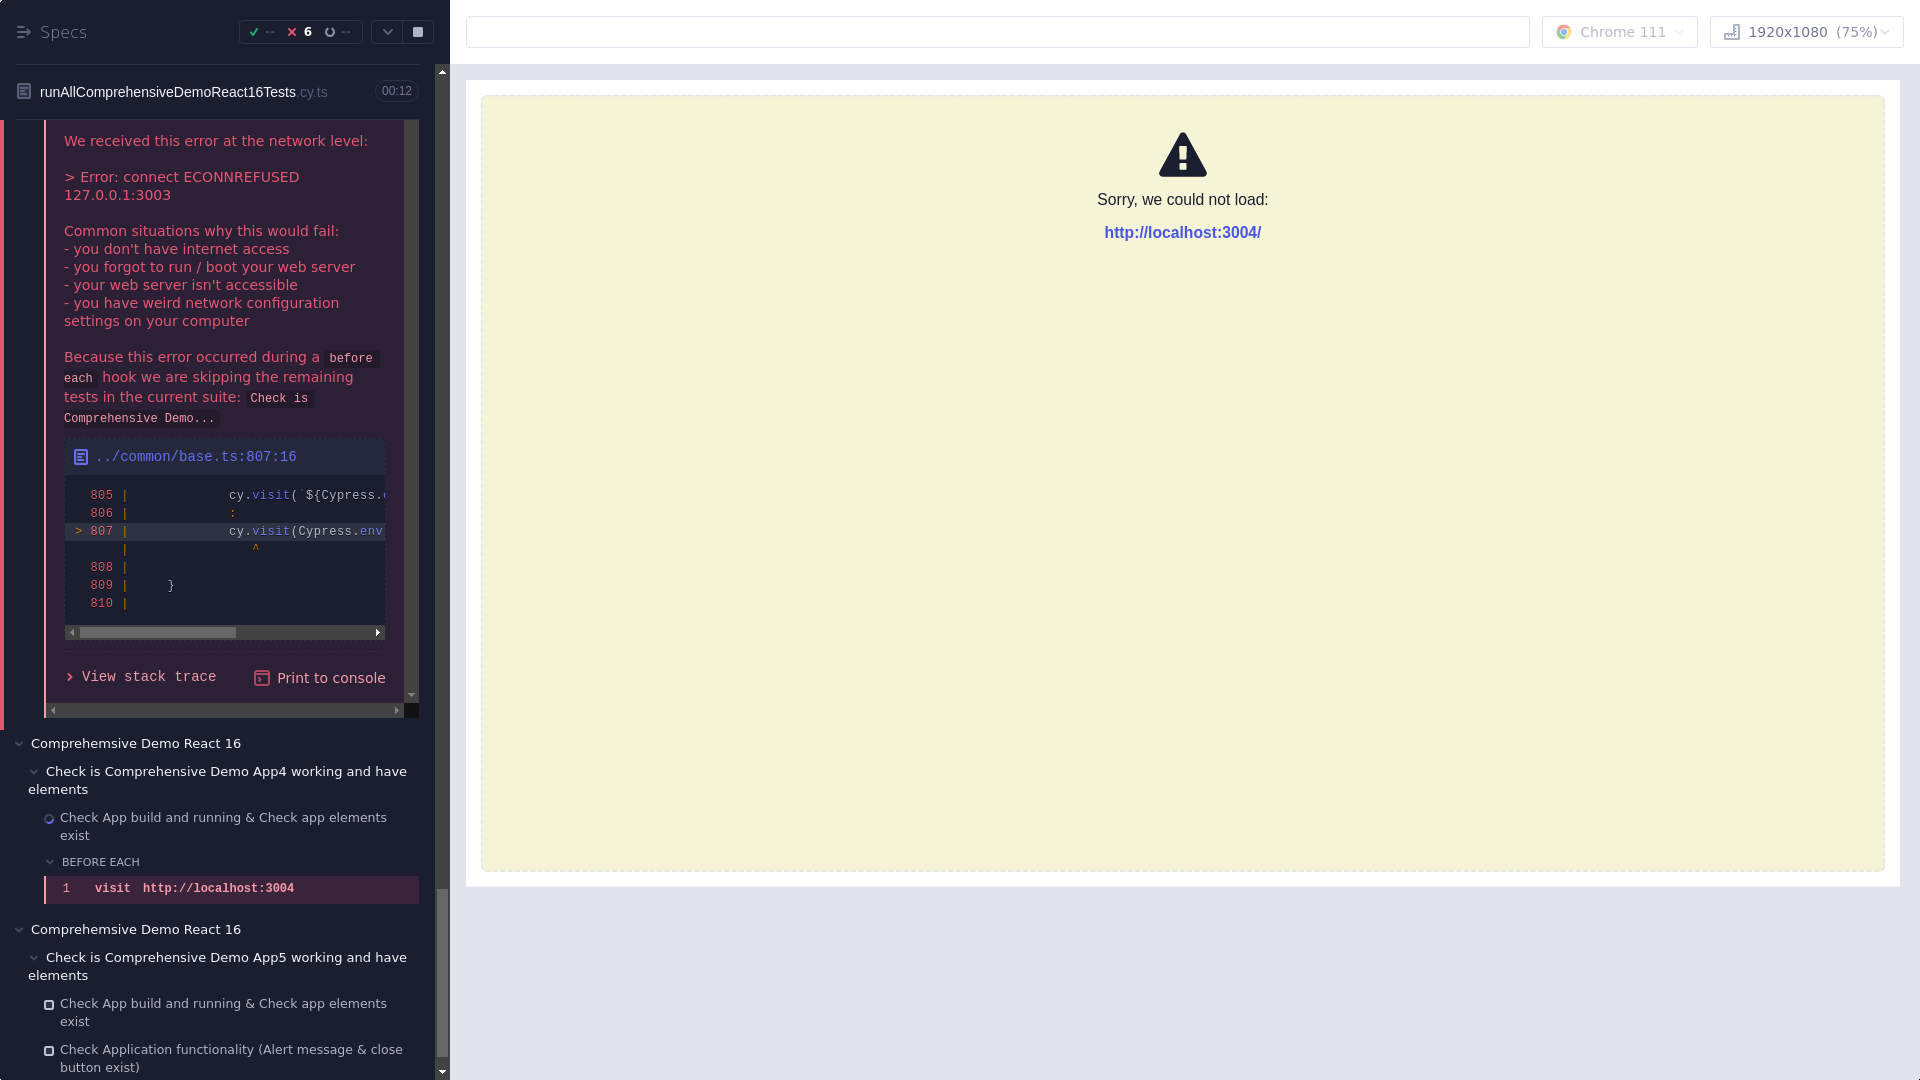 Specs
-- 6 --
Chrome 111
1920x1080 (75%)
runAllComprehensiveDemoReact16Tests.cy.ts
00:12
We received this error at the network level:
> Error: connect ECONNREFUSED
127.0.0.1:3003
Common situations why this would fail:
- you don't have internet access
- you forgot to run / boot your web server
- your web server isn't accessible
- you have weird network configuration
settings on your computer
Because this error occurred during a before
each hook we are skipping the remaining
tests in the current suite: Check is
Comprehensive Demo...
../common/base.ts:807:16
805 | cy.visit(`${Cypress.
806 | :
> 807 | cy.visit(Cypress.env
| ^
808 |
809 | }
810 |
View stack trace
Print to console
Comprehemsive Demo React 16
Check is Comprehensive Demo App4 working and have
elements
Check App build and running & Check app elements
exist
BEFORE EACH
1 visit http://localhost:3004
Comprehemsive Demo React 16
Check is Comprehensive Demo App5 working and have
elements
Check App build and running & Check app elements
exist
Check Application functionality (Alert message & close
button exist)
Sorry, we could not load:
http://localhost:3004/